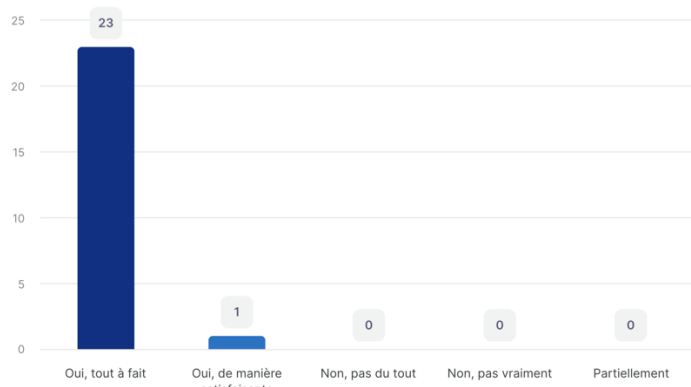 25
23
20
15
10
5
1
0
0
0
0
Oui, tout à fait
Oui, de manière
Non, pas du tout
Non, pas vraiment
Partiellement